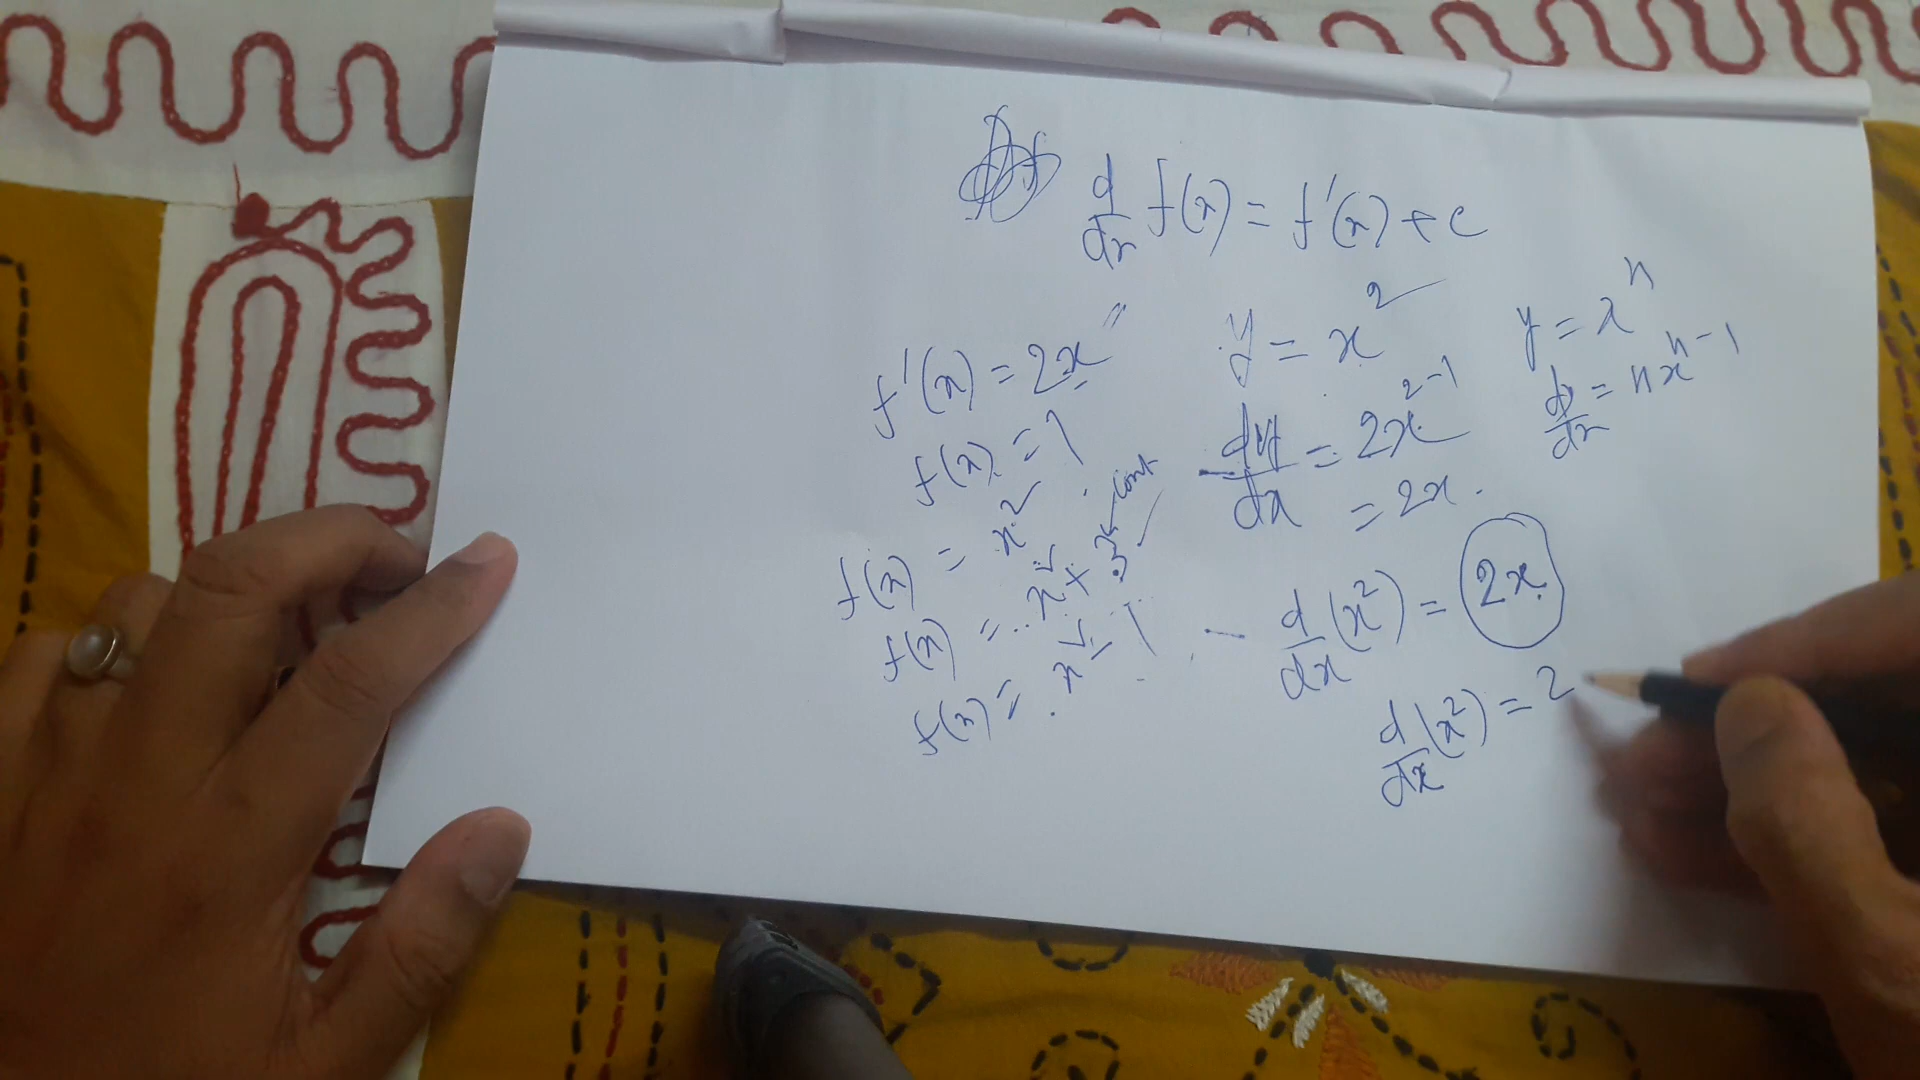 d/dx f(x) = f'(x) + c
f'(x) = 2x
f(x) = ?
f(x) = x²
f(x) = x² + 3 const
f(x) = x² - 1
y = x²
dy/dx = 2x²⁻¹
= 2x.
y = xⁿ
dy/dx = nxⁿ⁻¹
d/dx (x²) = 2x
d/dx (x²) = 2